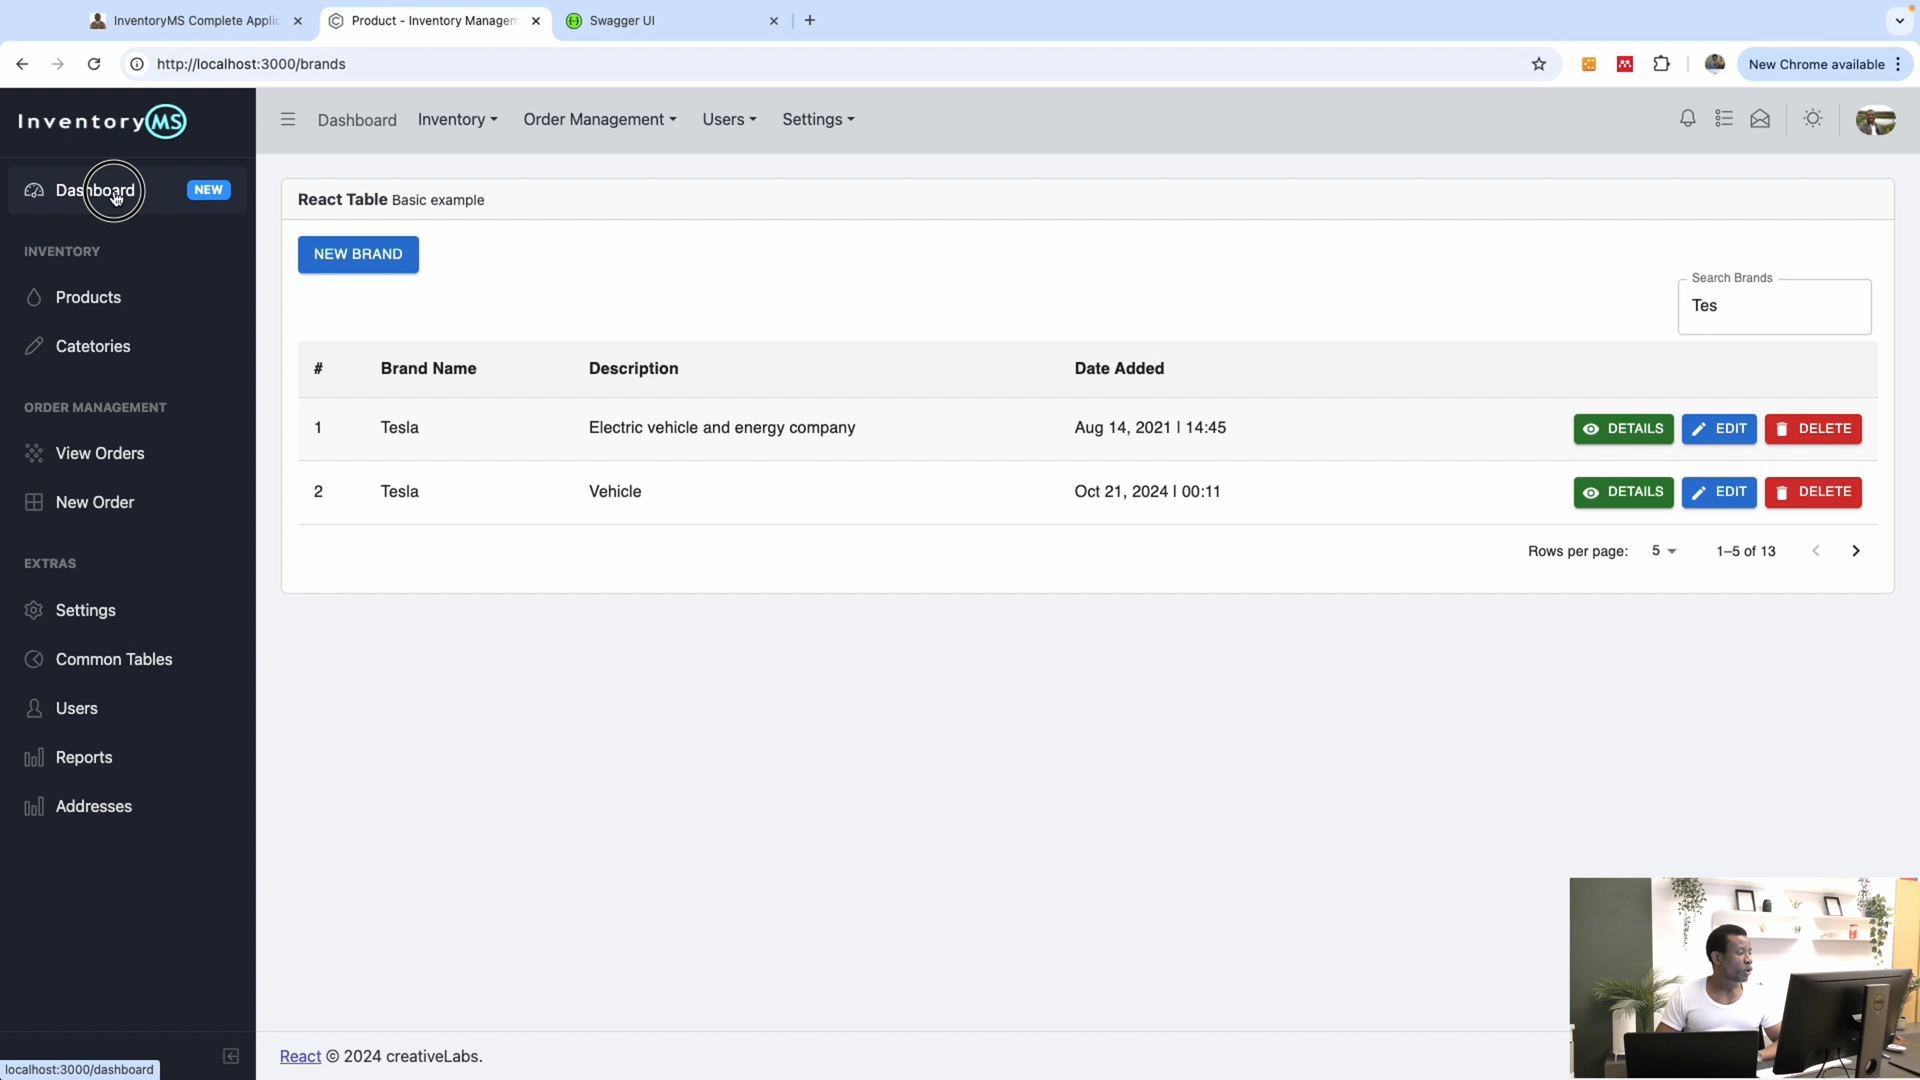 InventoryMS Complete Applic
Product - Inventory Managem
Swagger UI
http://localhost:3000/brands
New Chrome available
InventoryMS
Dashboard
Inventory
Order Management
Users
Settings
Dashboard
NEW
INVENTORY
Products
Catetories
ORDER MANAGEMENT
View Orders
New Order
EXTRAS
Settings
Common Tables
Users
Reports
Addresses
React Table Basic example
NEW BRAND
Search Brands
Tes
# Brand Name Description Date Added
1 Tesla Electric vehicle and energy company Aug 14, 2021 | 14:45 DETAILS EDIT DELETE
2 Tesla Vehicle Oct 21, 2024 | 00:11 DETAILS EDIT DELETE
Rows per page: 5 1–5 of 13
React © 2024 creativeLabs.
localhost:3000/dashboard